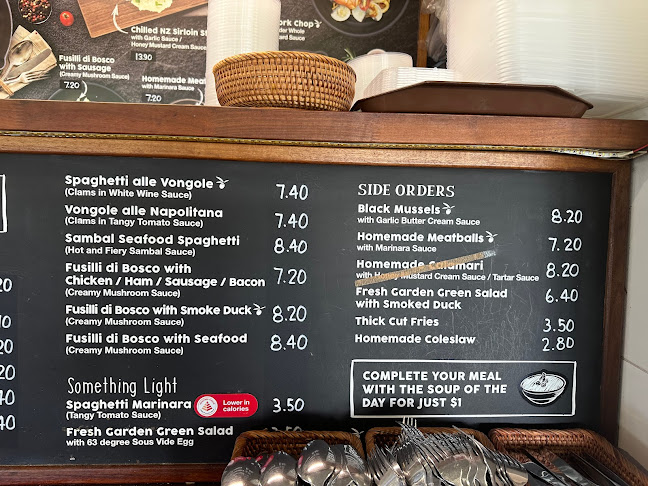 Chilled NZ Sirloin
with Garlic Sauce /
Honey Mustard Cream Sauce
13.90
ork Chop
Fusilli di Bosco
with Sausage
(Creamy Mushroom Sauce)
7.20
Homemade Meat
with Marinara Sauce
7.20
Spaghetti alle Vongole 7.40
(Clams in White Wine Sauce)
Vongole alle Napolitana 7.40
(Clams in Tangy Tomato Sauce)
Sambal Seafood Spaghetti 8.40
(Hot and Fiery Sambal Sauce)
Fusilli di Bosco with
Chicken / Ham / Sausage / Bacon 7.20
(Creamy Mushroom Sauce)
Fusilli di Bosco with Smoke Duck 8.20
(Creamy Mushroom Sauce)
Fusilli di Bosco with Seafood 8.40
(Creamy Mushroom Sauce)
Something Light
Spaghetti Marinara 3.50
(Tangy Tomato Sauce)
Lower in
calories
Fresh Garden Green Salad
with 63 degree Sous Vide Egg
SIDE ORDERS
Black Mussels 8.20
with Garlic Butter Cream Sauce
Homemade Meatballs 7.20
with Marinara Sauce
Homemade Calamari 8.20
with Honey Mustard Cream Sauce / Tartar Sauce
Fresh Garden Green Salad 6.40
with Smoked Duck
Thick Cut Fries 3.50
Homemade Coleslaw 2.80
COMPLETE YOUR MEAL
WITH THE SOUP OF THE
DAY FOR JUST $1